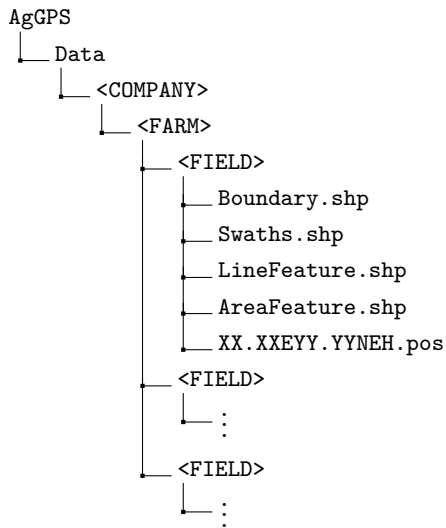 AgGPS
Data
<COMPANY>
<FARM>
<FIELD>
Boundary.shp
Swaths.shp
LineFeature.shp
AreaFeature.shp
XX.XXEYY.YYNEH.pos
<FIELD>
⋮
<FIELD>
⋮